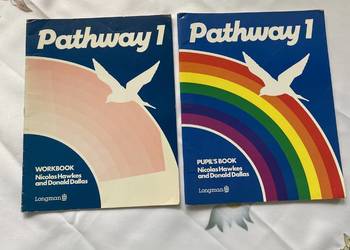 Pathway 1
WORKBOOK
Nicolas Hawkes
and Donald Dallas
Longman
Pathway 1
PUPIL'S BOOK
Nicolas Hawkes
and Donald Dallas
Longman